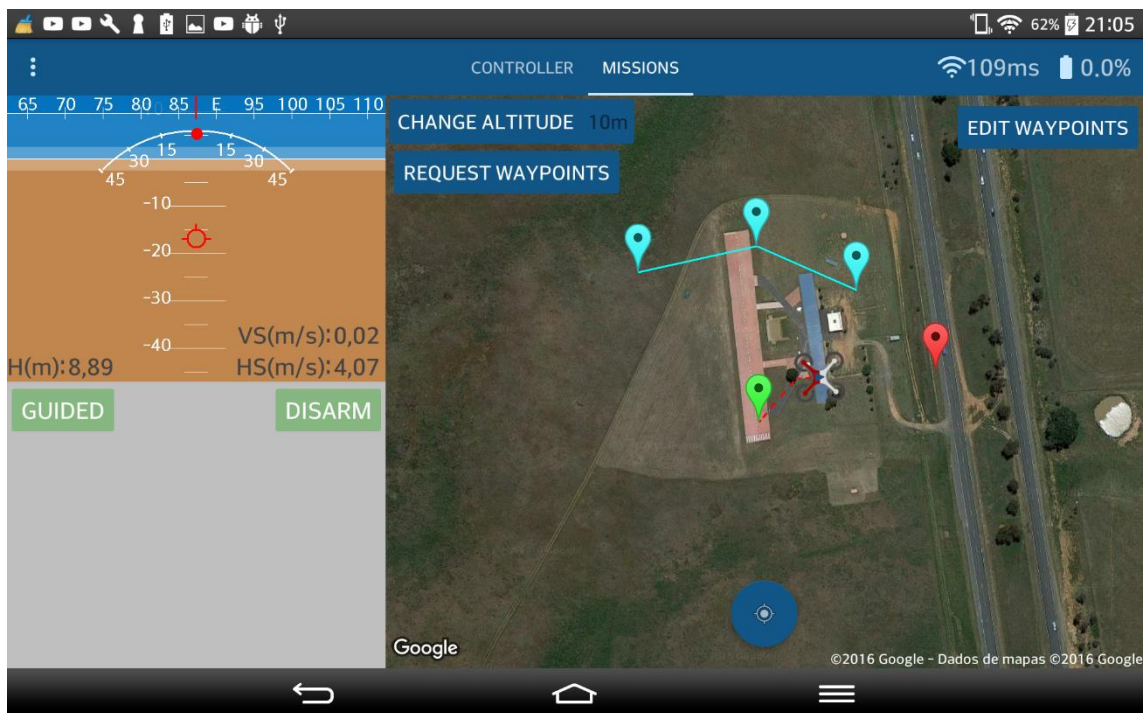 62% 21:05
CONTROLLER MISSIONS 109ms 0.0%
65 70 75 80 85 E 95 100 105 110
CHANGE ALTITUDE 10m
EDIT WAYPOINTS
REQUEST WAYPOINTS
15 15
30 30
45 45
-10
-20
-30
-40
VS(m/s):0,02
H(m):8,89 HS(m/s):4,07
GUIDED DISARM
Google
©2016 Google - Dados de mapas ©2016 Google